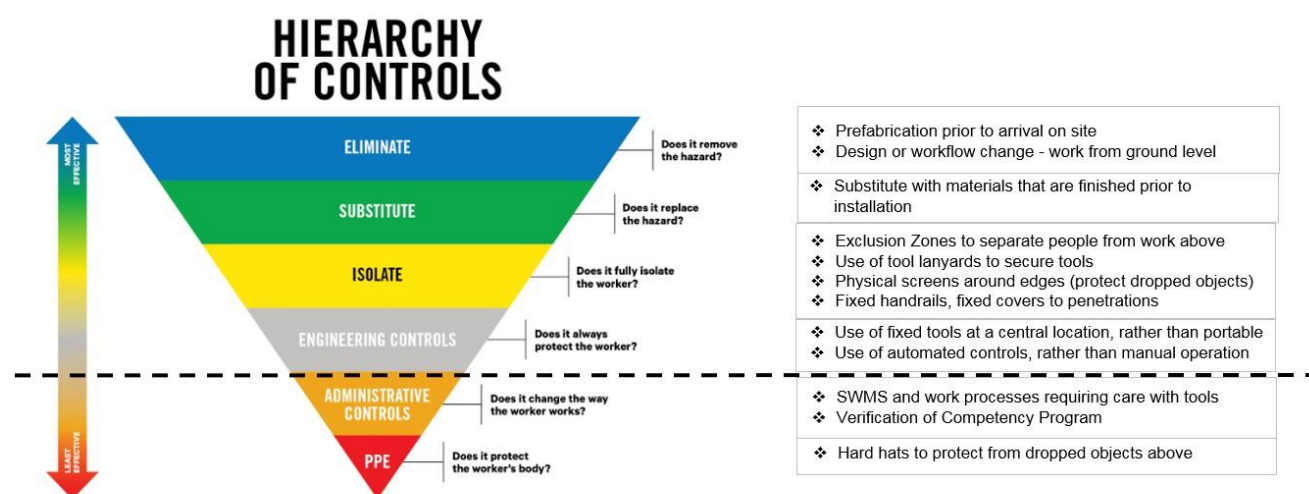 HIERARCHY
OF CONTROLS
MOST
EFFECTIVE
ELIMINATE
Does it remove
the hazard?
❖ Prefabrication prior to arrival on site
❖ Design or workflow change - work from ground level
SUBSTITUTE
Does it replace
the hazard?
❖ Substitute with materials that are finished prior to
installation
ISOLATE
Does it fully isolate
the worker?
❖ Exclusion Zones to separate people from work above
❖ Use of tool lanyards to secure tools
❖ Physical screens around edges (protect dropped objects)
❖ Fixed handrails, fixed covers to penetrations
ENGINEERING CONTROLS
Does it always
protect the worker?
❖ Use of fixed tools at a central location, rather than portable
❖ Use of automated controls, rather than manual operation
ADMINISTRATIVE
CONTROLS
Does it change the way
the worker works?
❖ SWMS and work processes requiring care with tools
❖ Verification of Competency Program
PPE
Does it protect
the worker's body?
❖ Hard hats to protect from dropped objects above
LEAST
EFFECTIVE